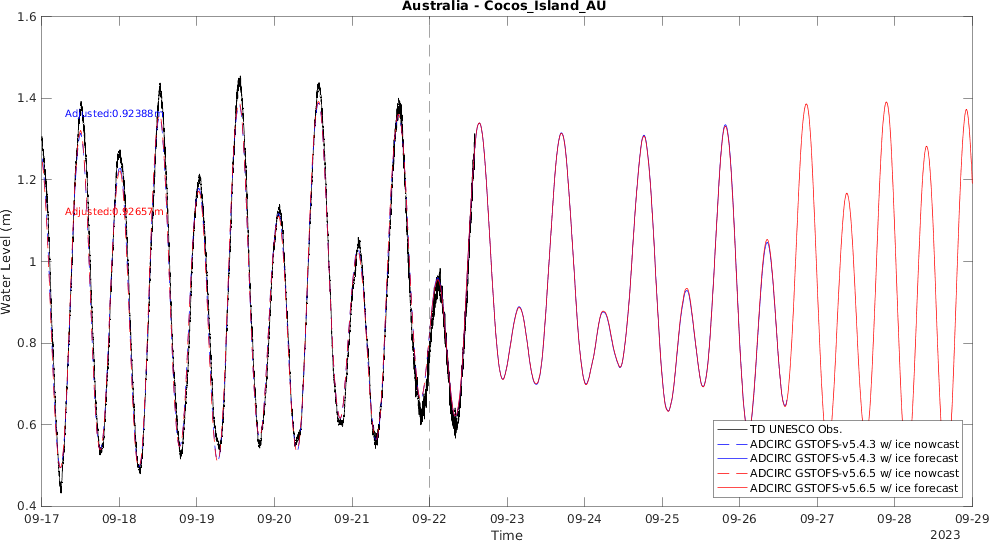 Australia - Cocos_Island_AU
1.6
1.4
1.2
1
0.8
0.6
0.4
Water Level (m)
Adjusted:0.92388m
Adjusted:0.92657m
TD UNESCO Obs.
ADCIRC GSTOFS-v5.4.3 w/ ice nowcast
ADCIRC GSTOFS-v5.4.3 w/ ice forecast
ADCIRC GSTOFS-v5.6.5 w/ ice nowcast
ADCIRC GSTOFS-v5.6.5 w/ ice forecast
09-17 09-18 09-19 09-20 09-21 09-22 09-23 09-24 09-25 09-26 09-27 09-28 09-29
Time
2023